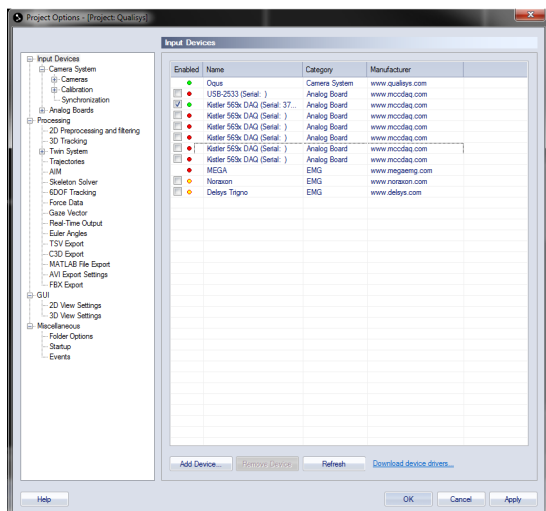 Project Options - [Project: Qualisys]
Input Devices
Input Devices
Camera System
Cameras
Calibration
Synchronization
Analog Boards
Processing
2D Preprocessing and filtering
3D Tracking
Twin System
Trajectories
AIM
Skeleton Solver
6DOF Tracking
Force Data
Gaze Vector
Real-Time Output
Euler Angles
TSV Export
C3D Export
MATLAB File Export
AVI Export Settings
FBX Export
GUI
2D View Settings
3D View Settings
Miscellaneous
Folder Options
Startup
Events
Enabled Name Category Manufacturer
Oqus Camera System www.qualisys.com
USB-2533 (Serial: ) Analog Board www.mccdaq.com
Kistler 569x DAQ (Serial: 37... Analog Board www.mccdaq.com
Kistler 569x DAQ (Serial: ) Analog Board www.mccdaq.com
Kistler 569x DAQ (Serial: ) Analog Board www.mccdaq.com
Kistler 569x DAQ (Serial: ) Analog Board www.mccdaq.com
Kistler 569x DAQ (Serial: ) Analog Board www.mccdaq.com
Kistler 569x DAQ (Serial: ) Analog Board www.mccdaq.com
MEGA EMG www.megaemg.com
Noraxon EMG www.noraxon.com
Delsys Trigno EMG www.delsys.com
Add Device... Remove Device Refresh Download device drivers...
Help OK Cancel Apply